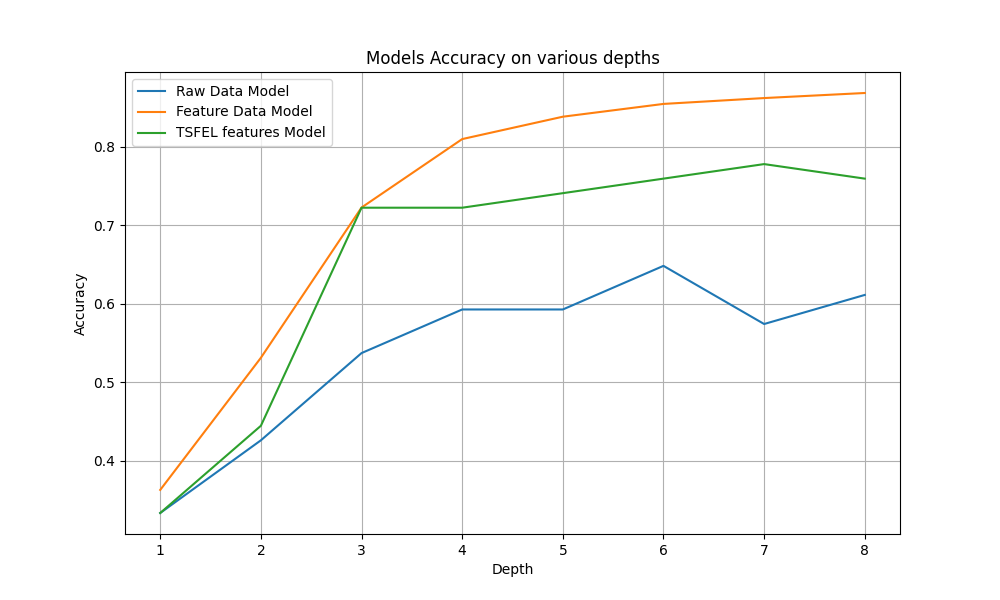 Models Accuracy on various depths
Raw Data Model
Feature Data Model
TSFEL features Model
Accuracy
0.8
0.7
0.6
0.5
0.4
1 2 3 4 5 6 7 8
Depth